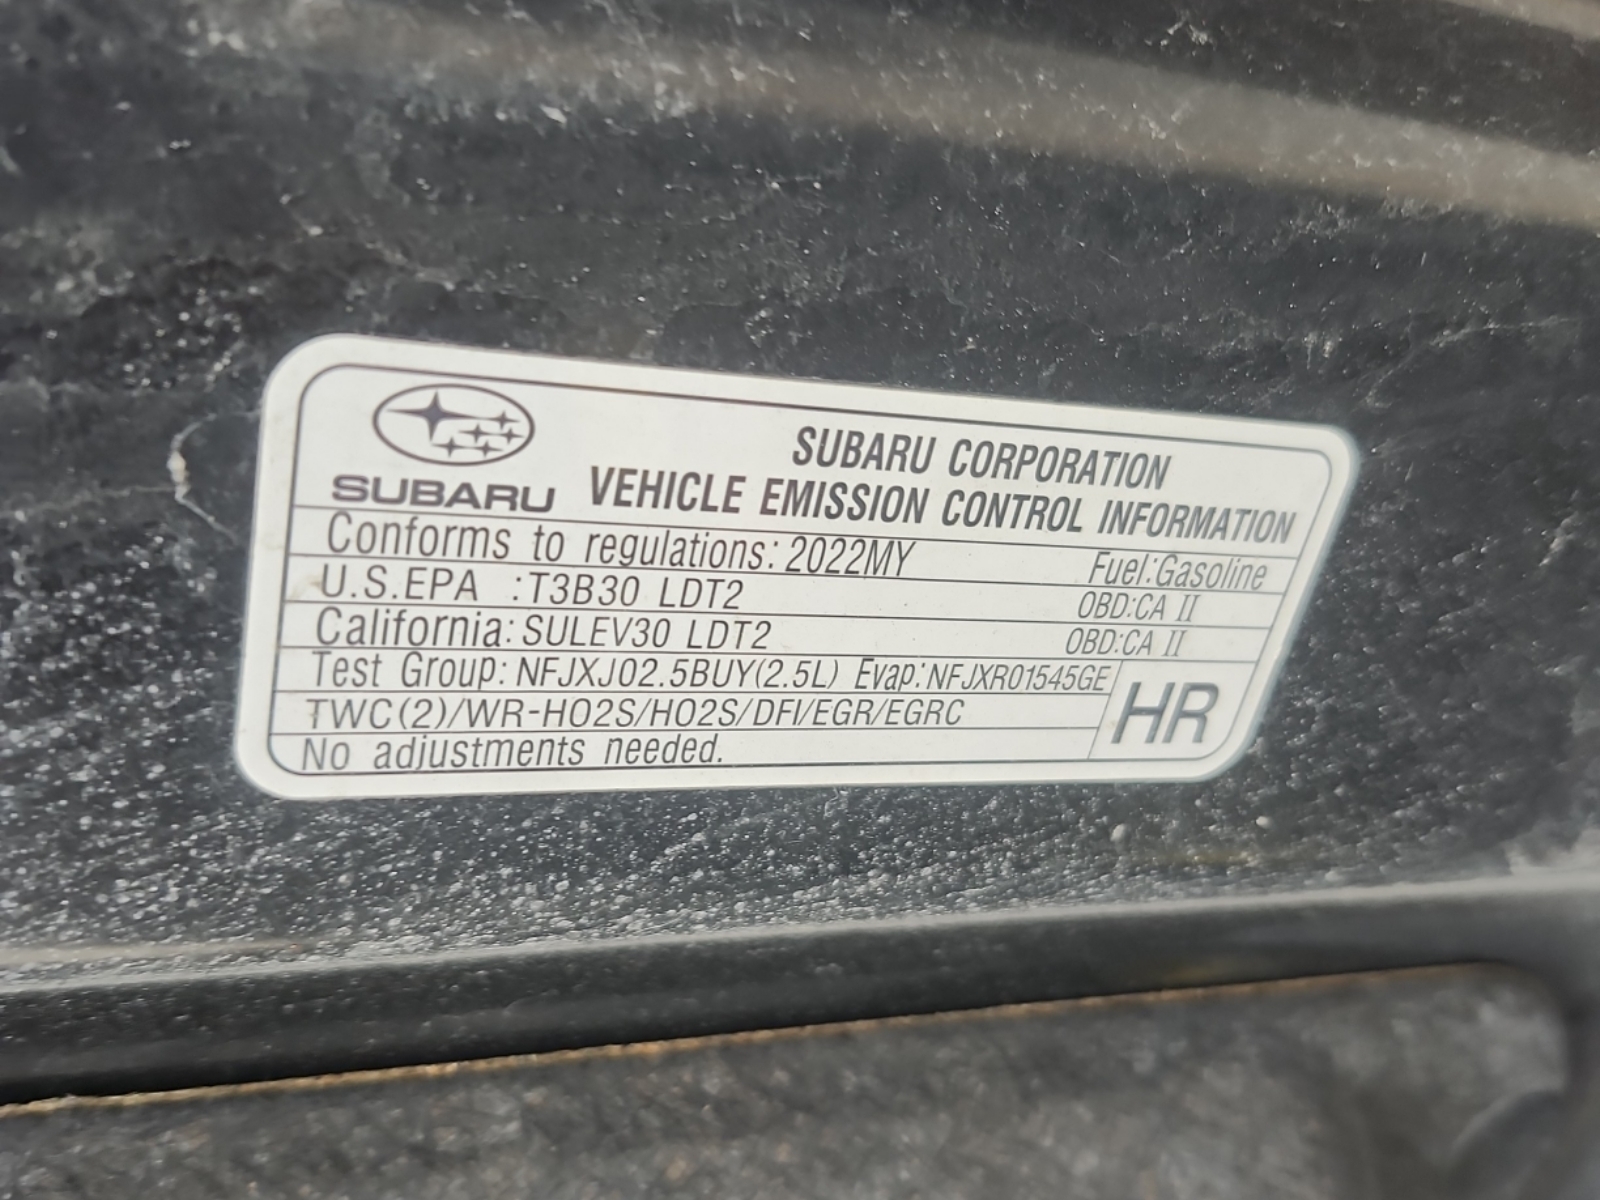 SUBARU
SUBARU CORPORATION
VEHICLE EMISSION CONTROL INFORMATION
Conforms to regulations: 2022MY Fuel:Gasoline
U.S.EPA :T3B30 LDT2 OBD:CA II
California: SULEV30 LDT2 OBD:CA II
Test Group: NFJXJ02.5BUY(2.5L) Evap:NFJXR01545GE
TWC(2)/WR-HO2S/HO2S/DFI/EGR/EGRC
HR
No adjustments needed.